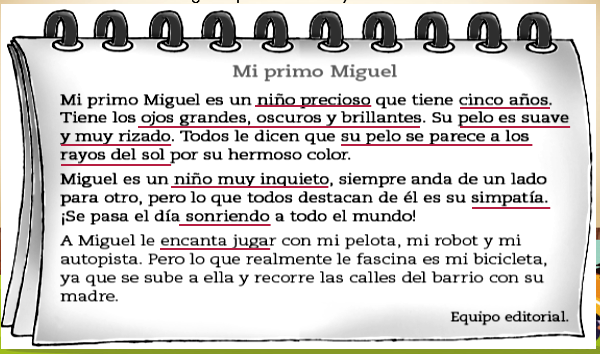 Mi primo Miguel
Mi primo Miguel es un niño precioso que tiene cinco años.
Tiene los ojos grandes, oscuros y brillantes. Su pelo es suave
y muy rizado. Todos le dicen que su pelo se parece a los
rayos del sol por su hermoso color.
Miguel es un niño muy inquieto, siempre anda de un lado
para otro, pero lo que todos destacan de él es su simpatía.
¡Se pasa el día sonriendo a todo el mundo!
A Miguel le encanta jugar con mi pelota, mi robot y mi
autopista. Pero lo que realmente le fascina es mi bicicleta,
ya que se sube a ella y recorre las calles del barrio con su
madre.
Equipo editorial.